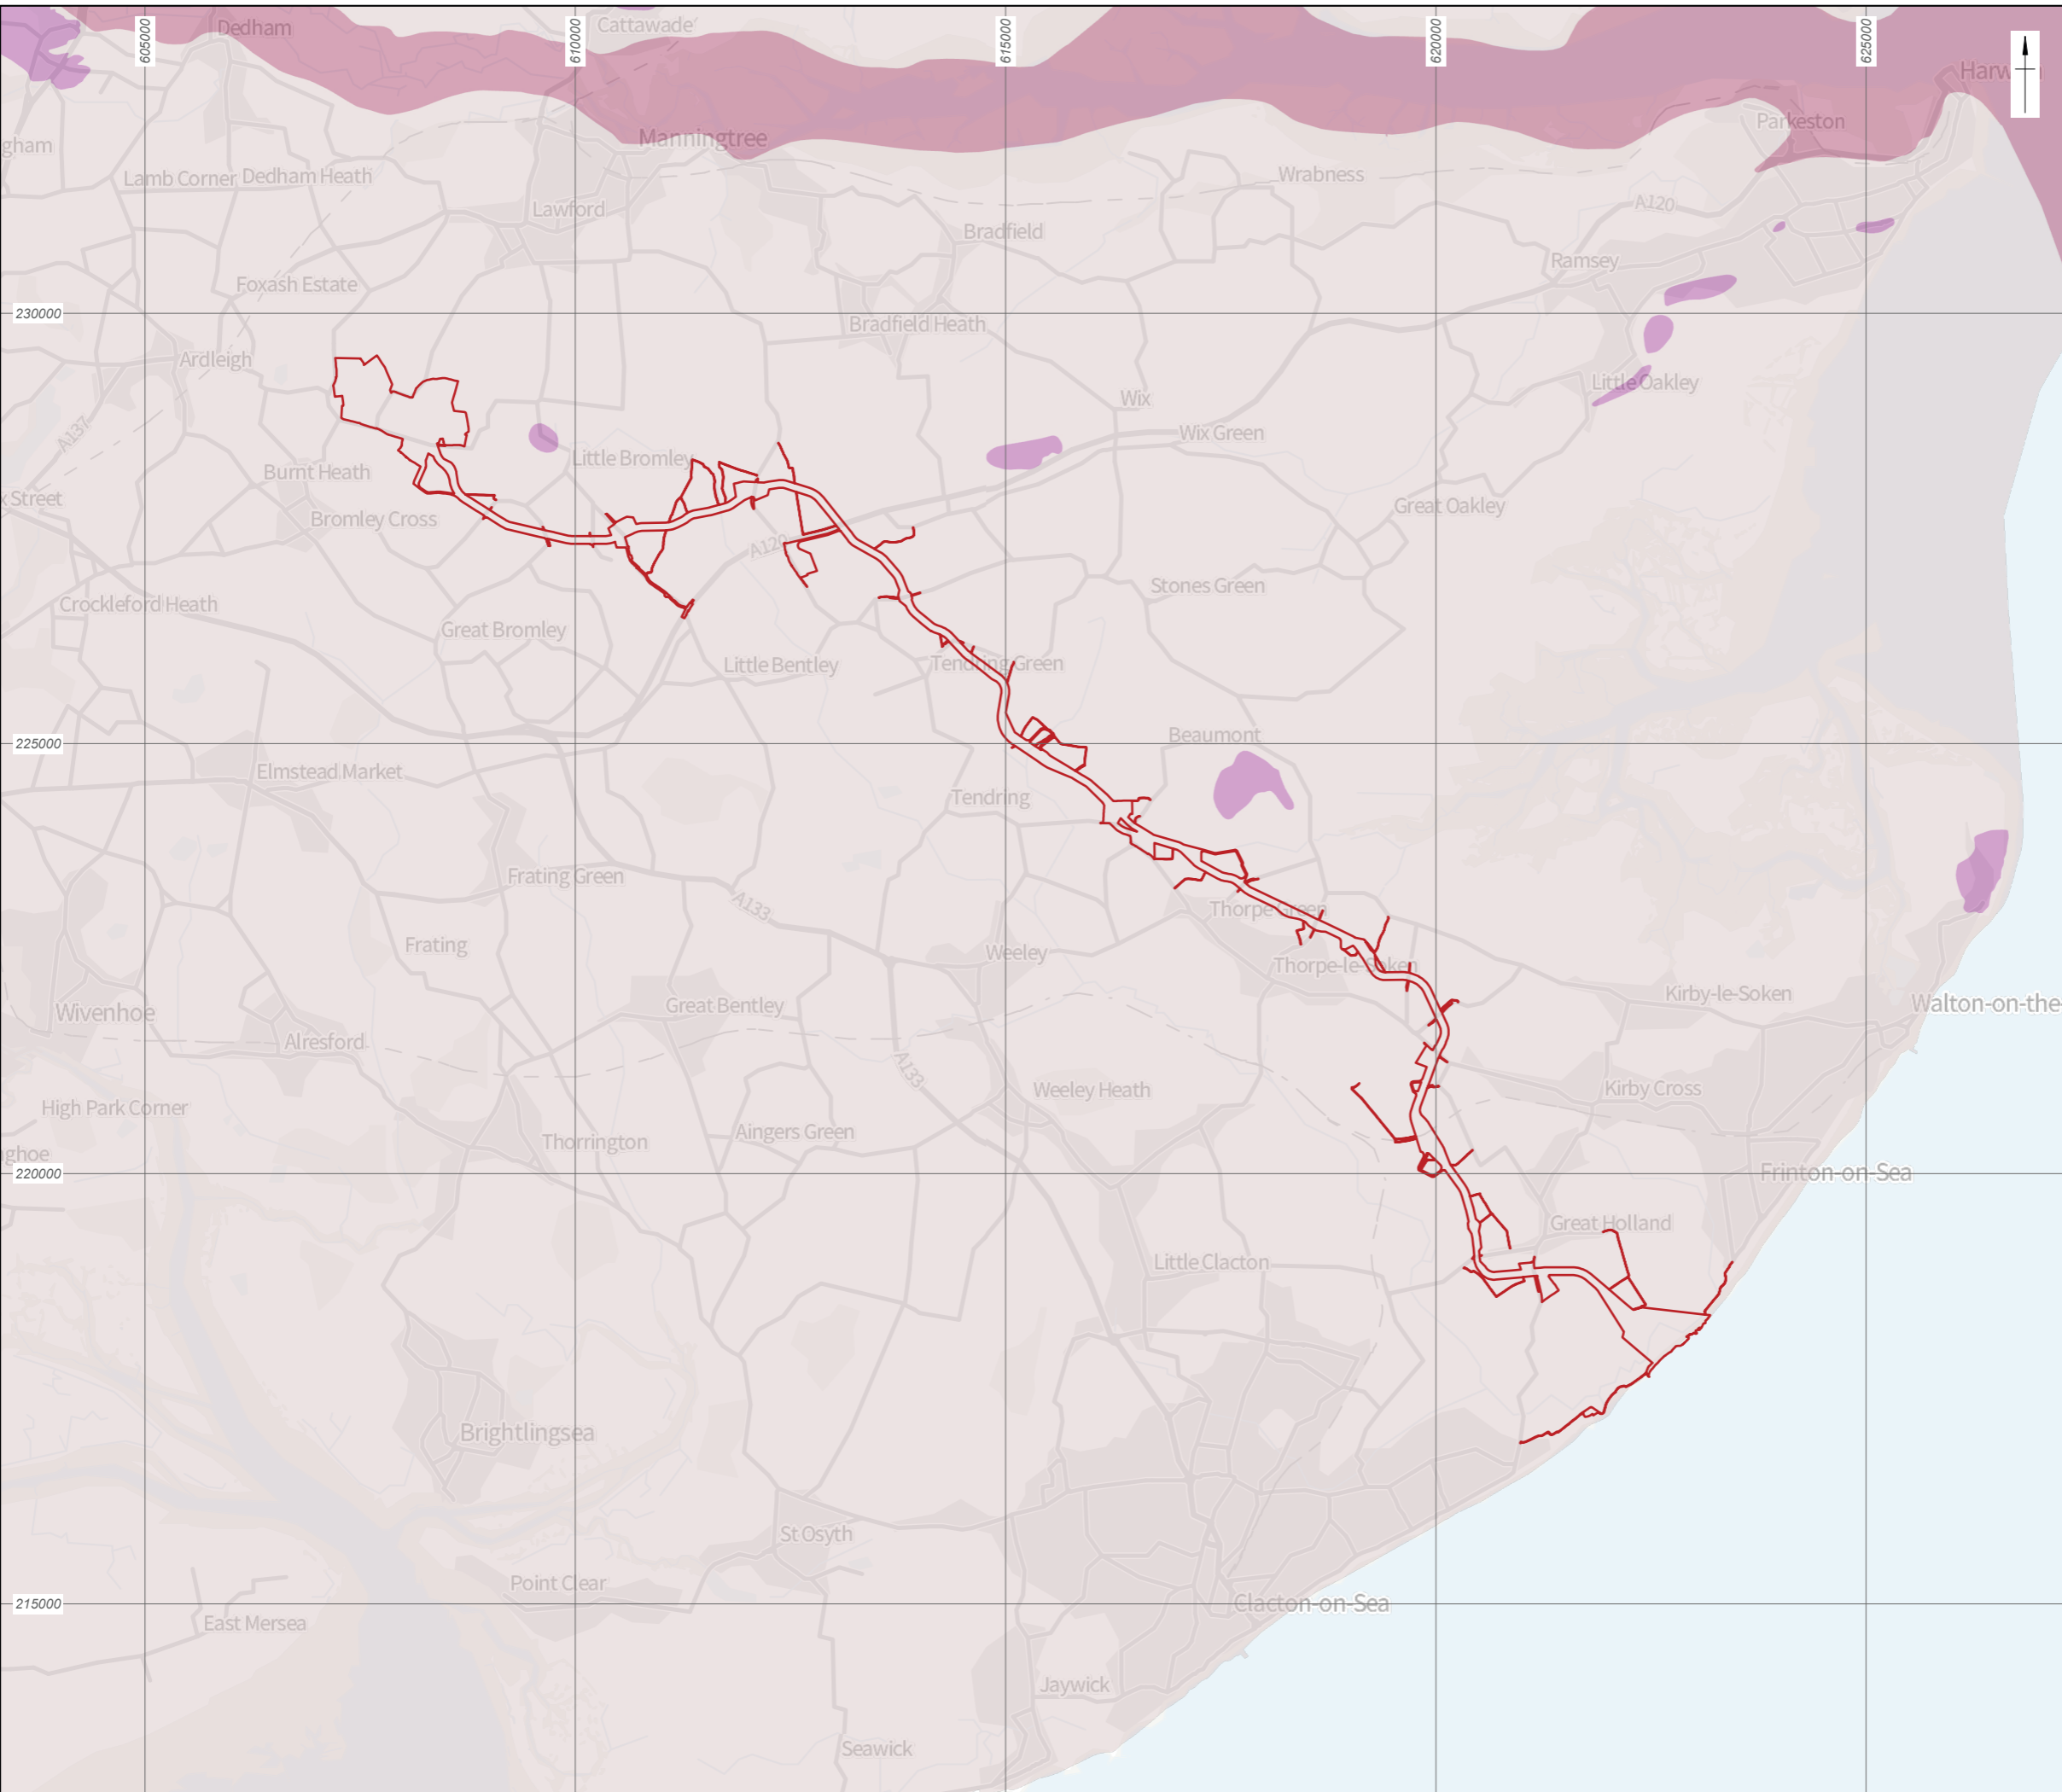 605000
610000
615000
620000
625000
Dedham
Cattawade
Harw
Parkeston
Manningtree
gham
Lamb Corner
Dedham Heath
Wrabness
A120
Lawford
Bradfield
Ramsey
Foxash Estate
230000
Bradfield Heath
Ardleigh
Little Oakley
Wix
A137
Wix Green
Little Bromley
Burnt Heath
x Street
Great Oakley
Bromley Cross
A120
Stones Green
Crockleford Heath
Great Bromley
Little Bentley
Tendring Green
Beaumont
225000
Elmstead Market
Tendring
Frating Green
A133
Thorpe Green
Frating
Weeley
Thorpe-le-Soken
Kirby-le-Soken
Walton-on-the-
Wivenhoe
Great Bentley
Alresford
A133
Weeley Heath
Kirby Cross
High Park Corner
Aingers Green
Thorrington
ghoe
220000
Frinton-on-Sea
Great Holland
Little Clacton
Brightlingsea
St Osyth
Point Clear
215000
Clacton-on-Sea
East Mersea
Jaywick
Seawick